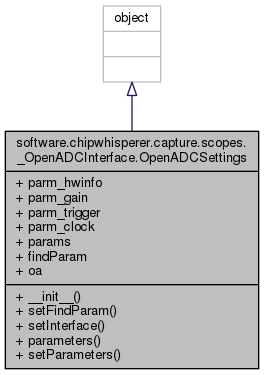 object
software.chipwhisperer.capture.scopes.
_OpenADCInterface.OpenADCSettings
+ parm_hwinfo
+ parm_gain
+ parm_trigger
+ parm_clock
+ params
+ findParam
+ oa
+ __init__()
+ setFindParam()
+ setInterface()
+ parameters()
+ setParameters()